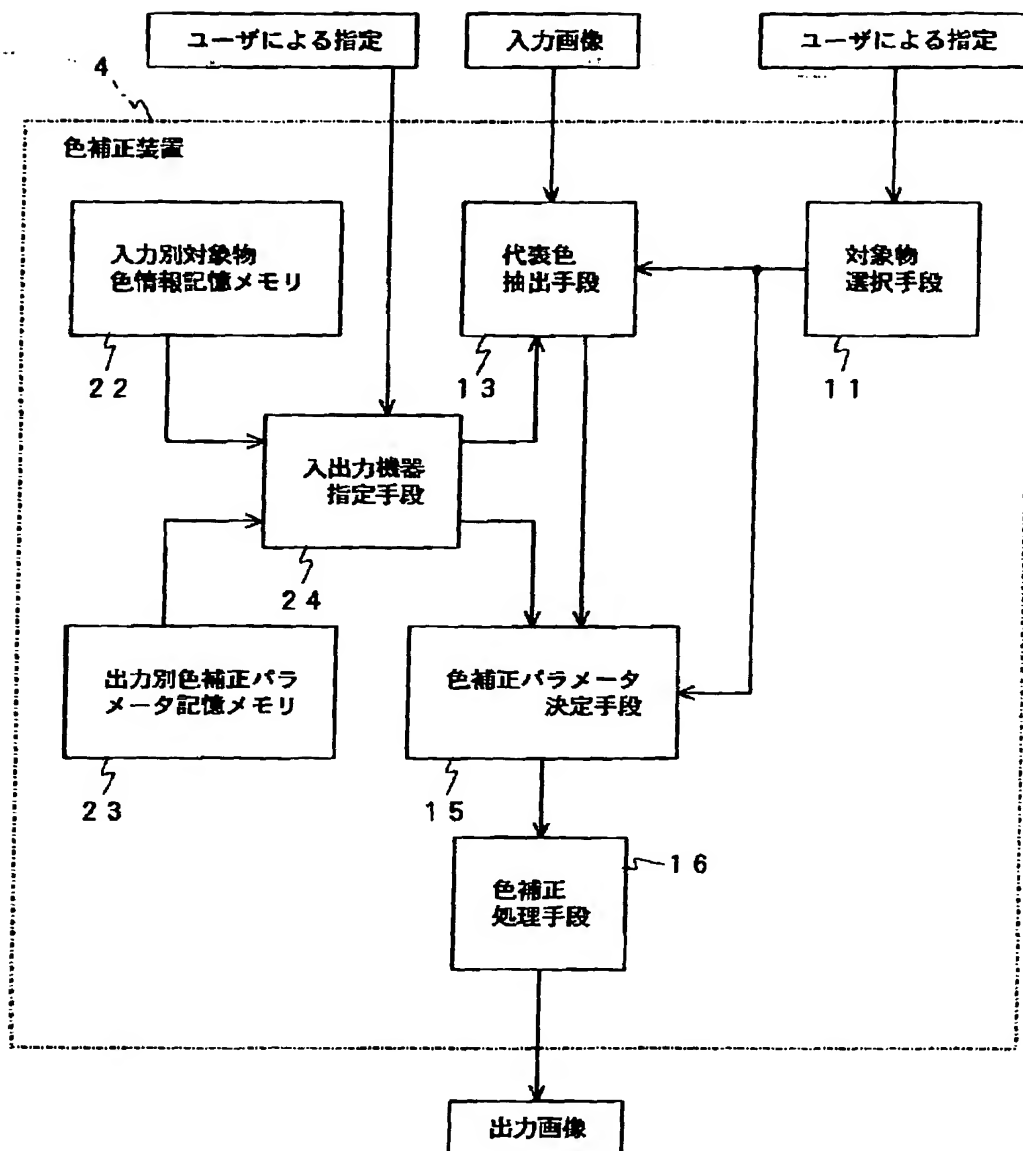 ユーザによる指定
入力画像
ユーザによる指定
4
色補正装置
入力別対象物
色情報記憶メモリ
代表色
抽出手段
対象物
選択手段
22
13
11
入出力機器
指定手段
24
出力別色補正パラ
メータ記憶メモリ
色補正パラメータ
決定手段
23
15
色補正
処理手段
16
出力画像